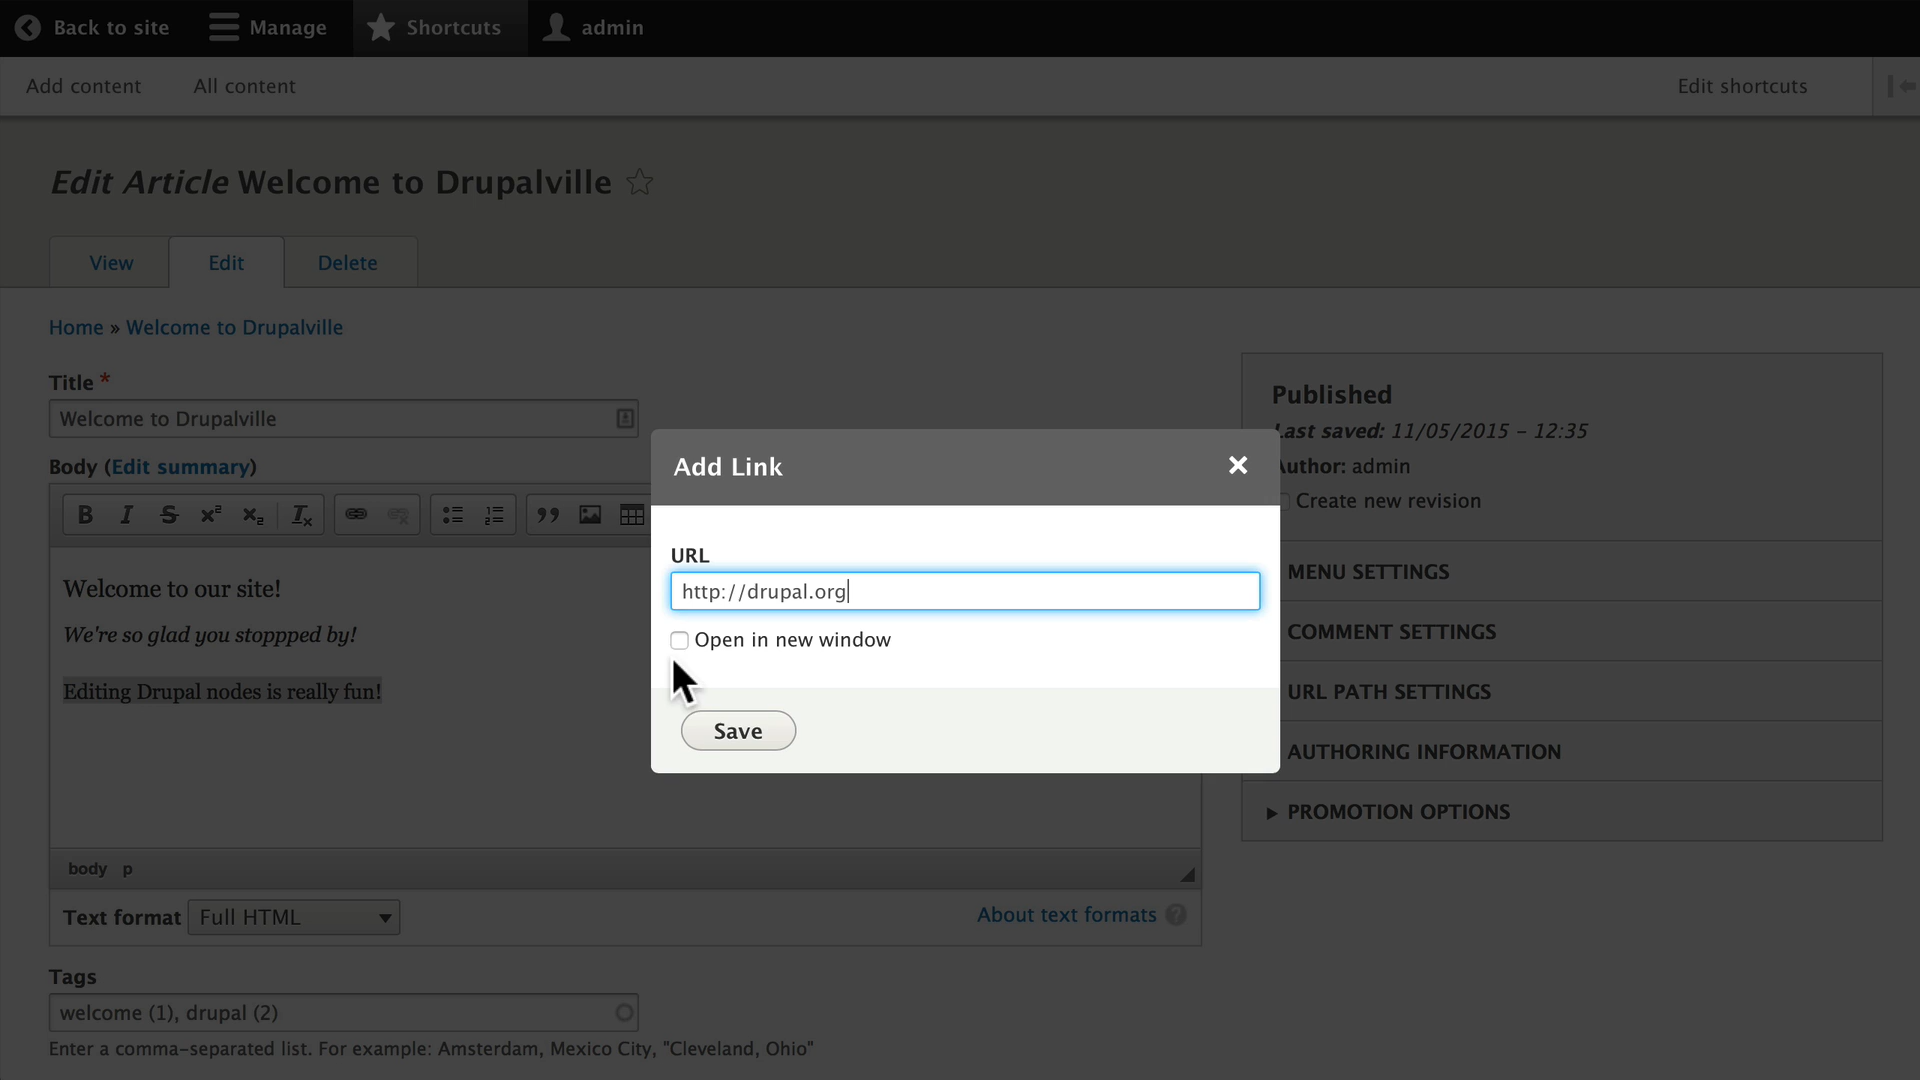 Back to site Manage Shortcuts admin
Add content All content Edit shortcuts
Edit Article Welcome to Drupalville
View Edit Delete
Home » Welcome to Drupalville
Title *
Welcome to Drupalville
Body (Edit summary)
Welcome to our site!
We're so glad you stoppped by!
Editing Drupal nodes is really fun!
body p
Text format Full HTML
About text formats ?
Tags
welcome (1), drupal (2)
Enter a comma-separated list. For example: Amsterdam, Mexico City, "Cleveland, Ohio"
Add Link
URL
http://drupal.org
Open in new window
Save
Published
Last saved: 11/05/2015 - 12:35
Author: admin
Create new revision
MENU SETTINGS
COMMENT SETTINGS
URL PATH SETTINGS
AUTHORING INFORMATION
PROMOTION OPTIONS